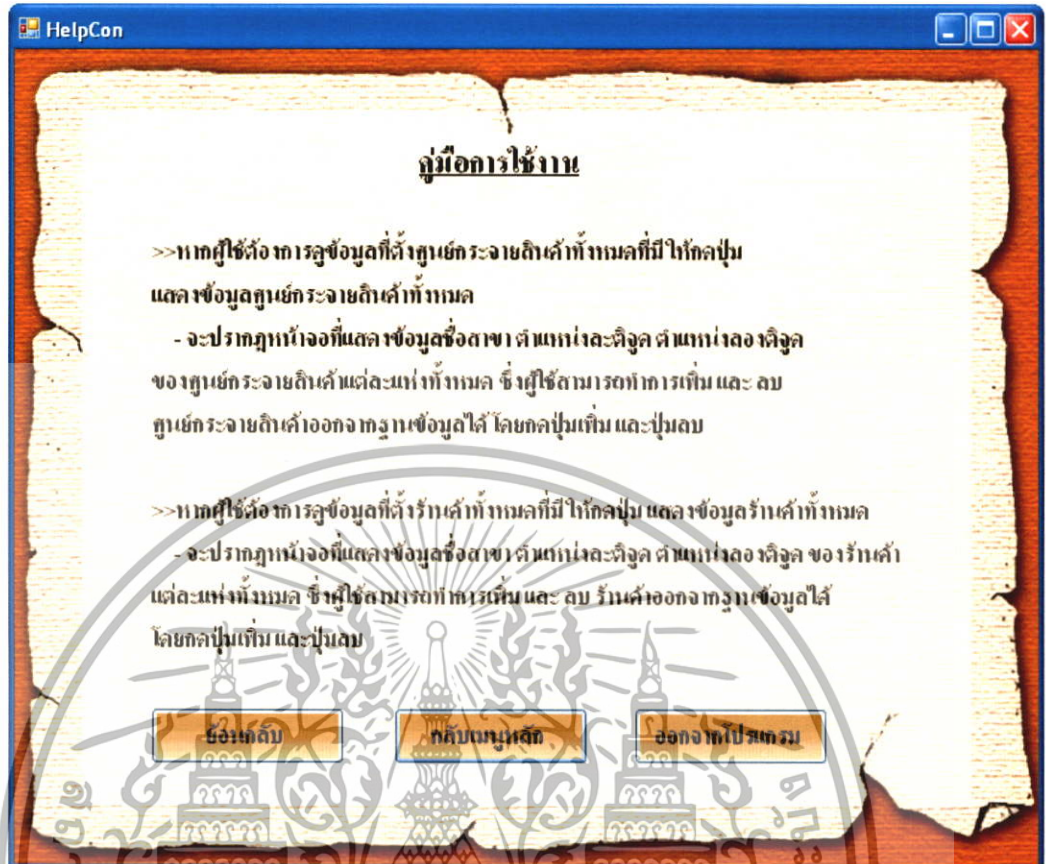 HelpCon
คู่มือการใช้งาน
>>หากผู้ใช้ต้องการดูข้อมูลที่ตั้งศูนย์กระจายสินค้าทั้งหมดที่มี ให้กดปุ่ม
แสดงข้อมูลศูนย์กระจายสินค้าทั้งหมด
- จะปรากฎหน้าจอที่แสดงข้อมูลชื่อสาขา ตำแหน่งละติจูด ตำแหน่งลองติจูด
ของศูนย์กระจายสินค้าแต่ละแห่งทั้งหมด ซึ่งผู้ใช้สามารถทำการเพิ่ม และ ลบ
ศูนย์กระจายสินค้าออกจากฐานข้อมูลได้ โดยกดปุ่มเพิ่ม และปุ่มลบ
>>หากผู้ใช้ต้องการดูข้อมูลที่ตั้งร้านค้าทั้งหมดที่มี ให้กดปุ่ม แสดงข้อมูลร้านค้าทั้งหมด
- จะปรากฎหน้าจอที่แสดงข้อมูลชื่อสาขา ตำแหน่งละติจูด ตำแหน่งลองติจูด ของร้านค้า
แต่ละแห่งทั้งหมด ซึ่งผู้ใช้สามารถทำการเพิ่ม และ ลบ ร้านค้าออกจากฐานข้อมูลได้
โดยกดปุ่มเพิ่ม และปุ่มลบ
ย้อนกลับ
กลับเมนูหลัก
ออกจากโปรแกรม